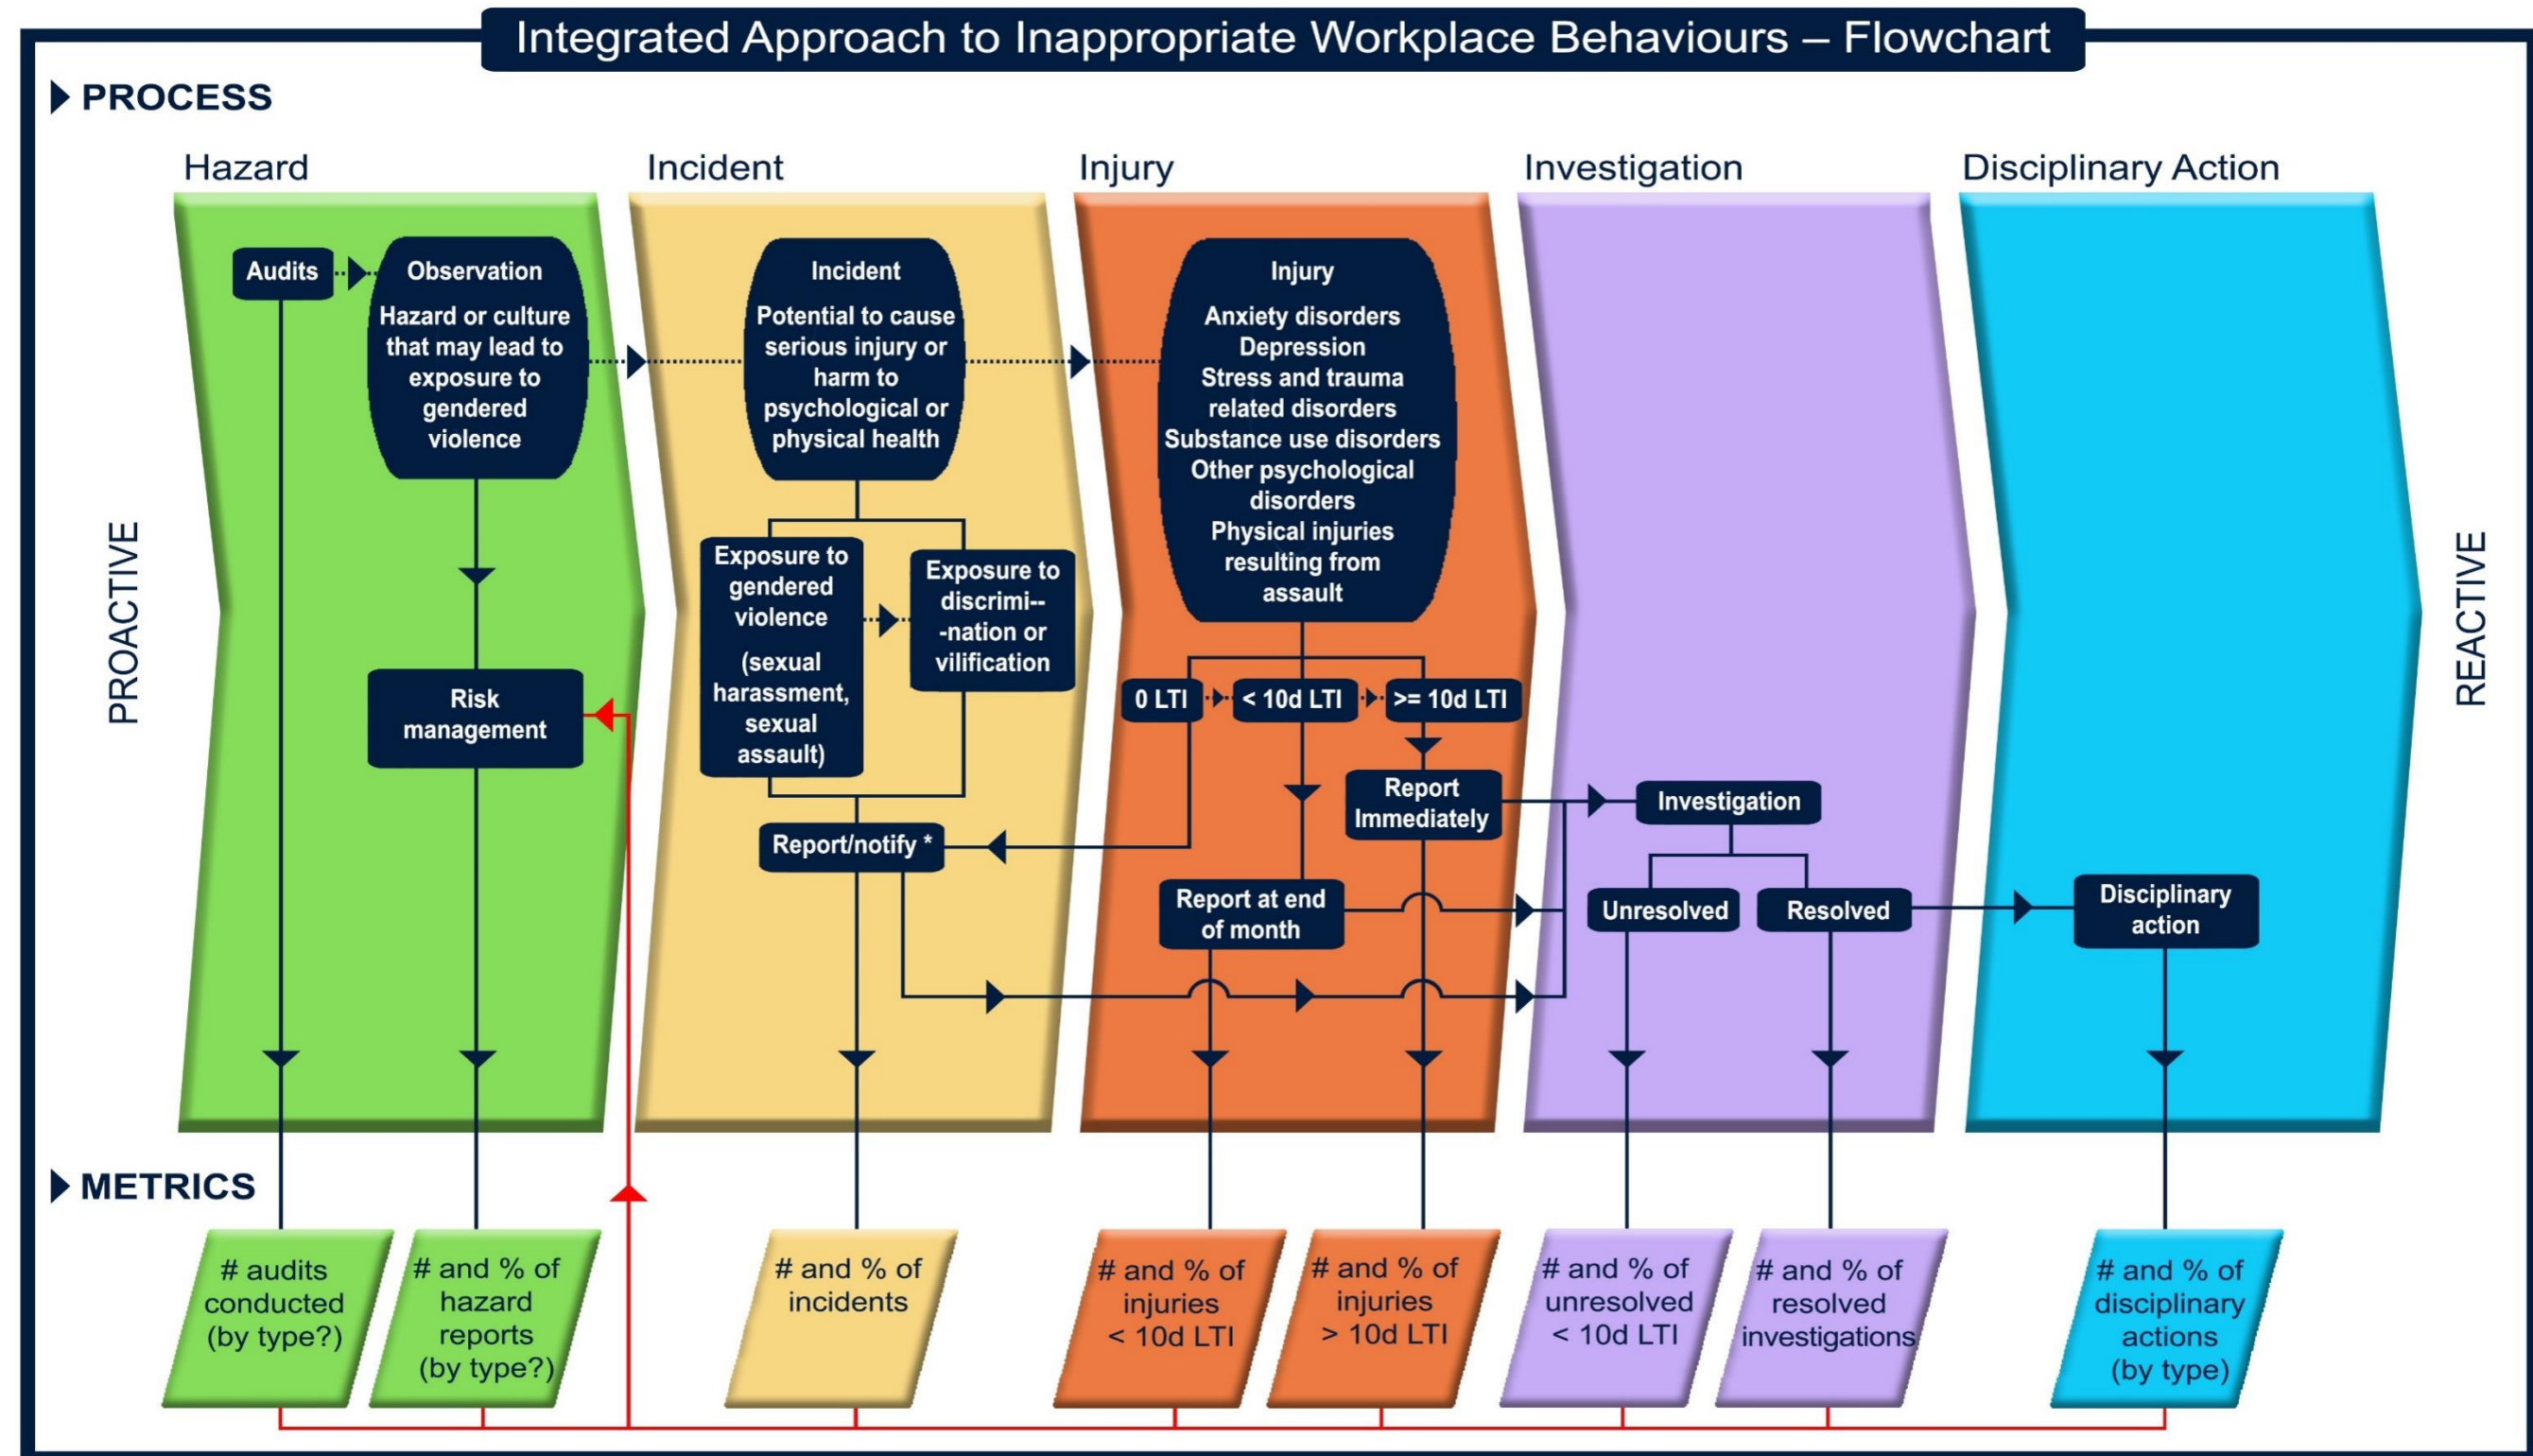 Integrated Approach to Inappropriate Workplace Behaviours – Flowchart
PROCESS
PROACTIVE
Hazard
Audits
Observation
Hazard or culture
that may lead to
exposure to
gendered
violence
Risk
management
Incident
Incident
Potential to cause
serious injury or
harm to
psychological or
physical health
Exposure to
gendered
violence
(sexual
harassment,
sexual
assault)
Exposure to
discrimi--
-nation or
vilification
Report/notify *
Injury
Injury
Anxiety disorders
Depression
Stress and trauma
related disorders
Substance use disorders
Other psychological
disorders
Physical injuries
resulting from
assault
0 LTI
< 10d LTI
>= 10d LTI
Report
Immediately
Report at end
of month
Investigation
Investigation
Unresolved
Resolved
Disciplinary Action
Disciplinary
action
REACTIVE
METRICS
# audits
conducted
(by type?)
# and % of
hazard
reports
(by type?)
# and % of
incidents
# and % of
injuries
< 10d LTI
# and % of
injuries
> 10d LTI
# and % of
unresolved
< 10d LTI
# and % of
resolved
investigations
# and % of
disciplinary
actions
(by type)